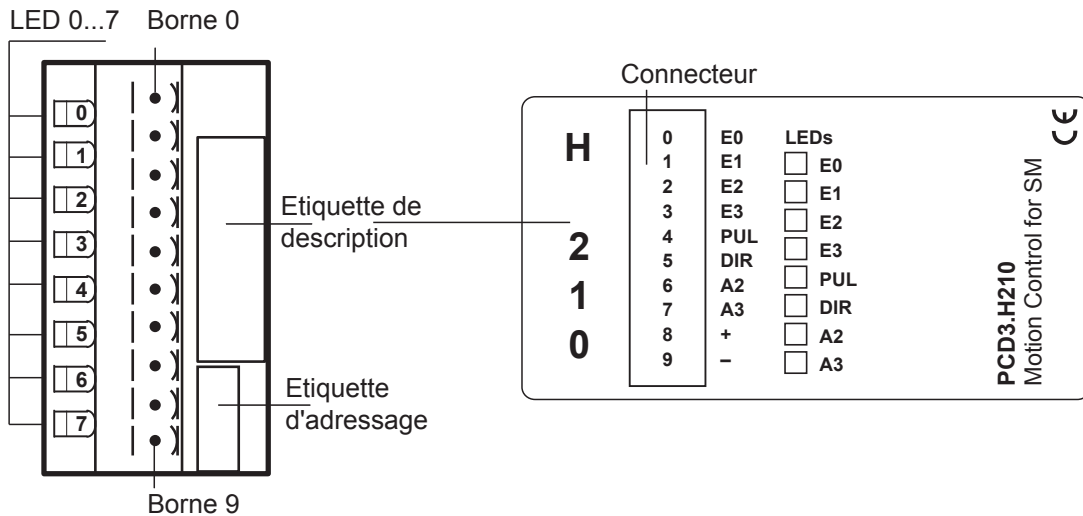 LED 0...7 Borne 0
0
1
2
3
4
5
6
7
Borne 9
Etiquette de
description
Etiquette
d'adressage
Connecteur
H
2
1
0
LEDs
0 E0
1 E1
2 E2
3 E3
4 PUL
5 DIR
6 A2
7 A3
8 +
9 –
E0
E1
E2
E3
PUL
DIR
A2
A3
PCD3.H210
Motion Control for SM
CE